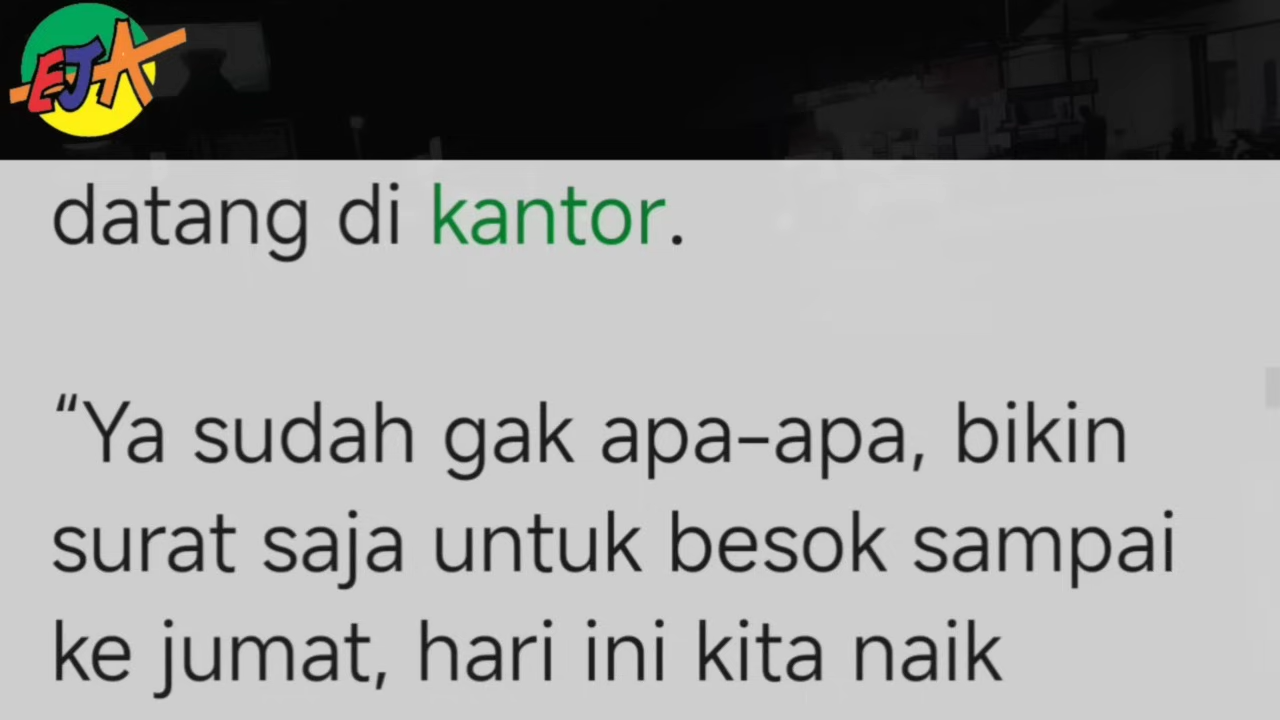 EJA
datang di kantor.
“Ya sudah gak apa-apa, bikin
surat saja untuk besok sampai
ke jumat, hari ini kita naik